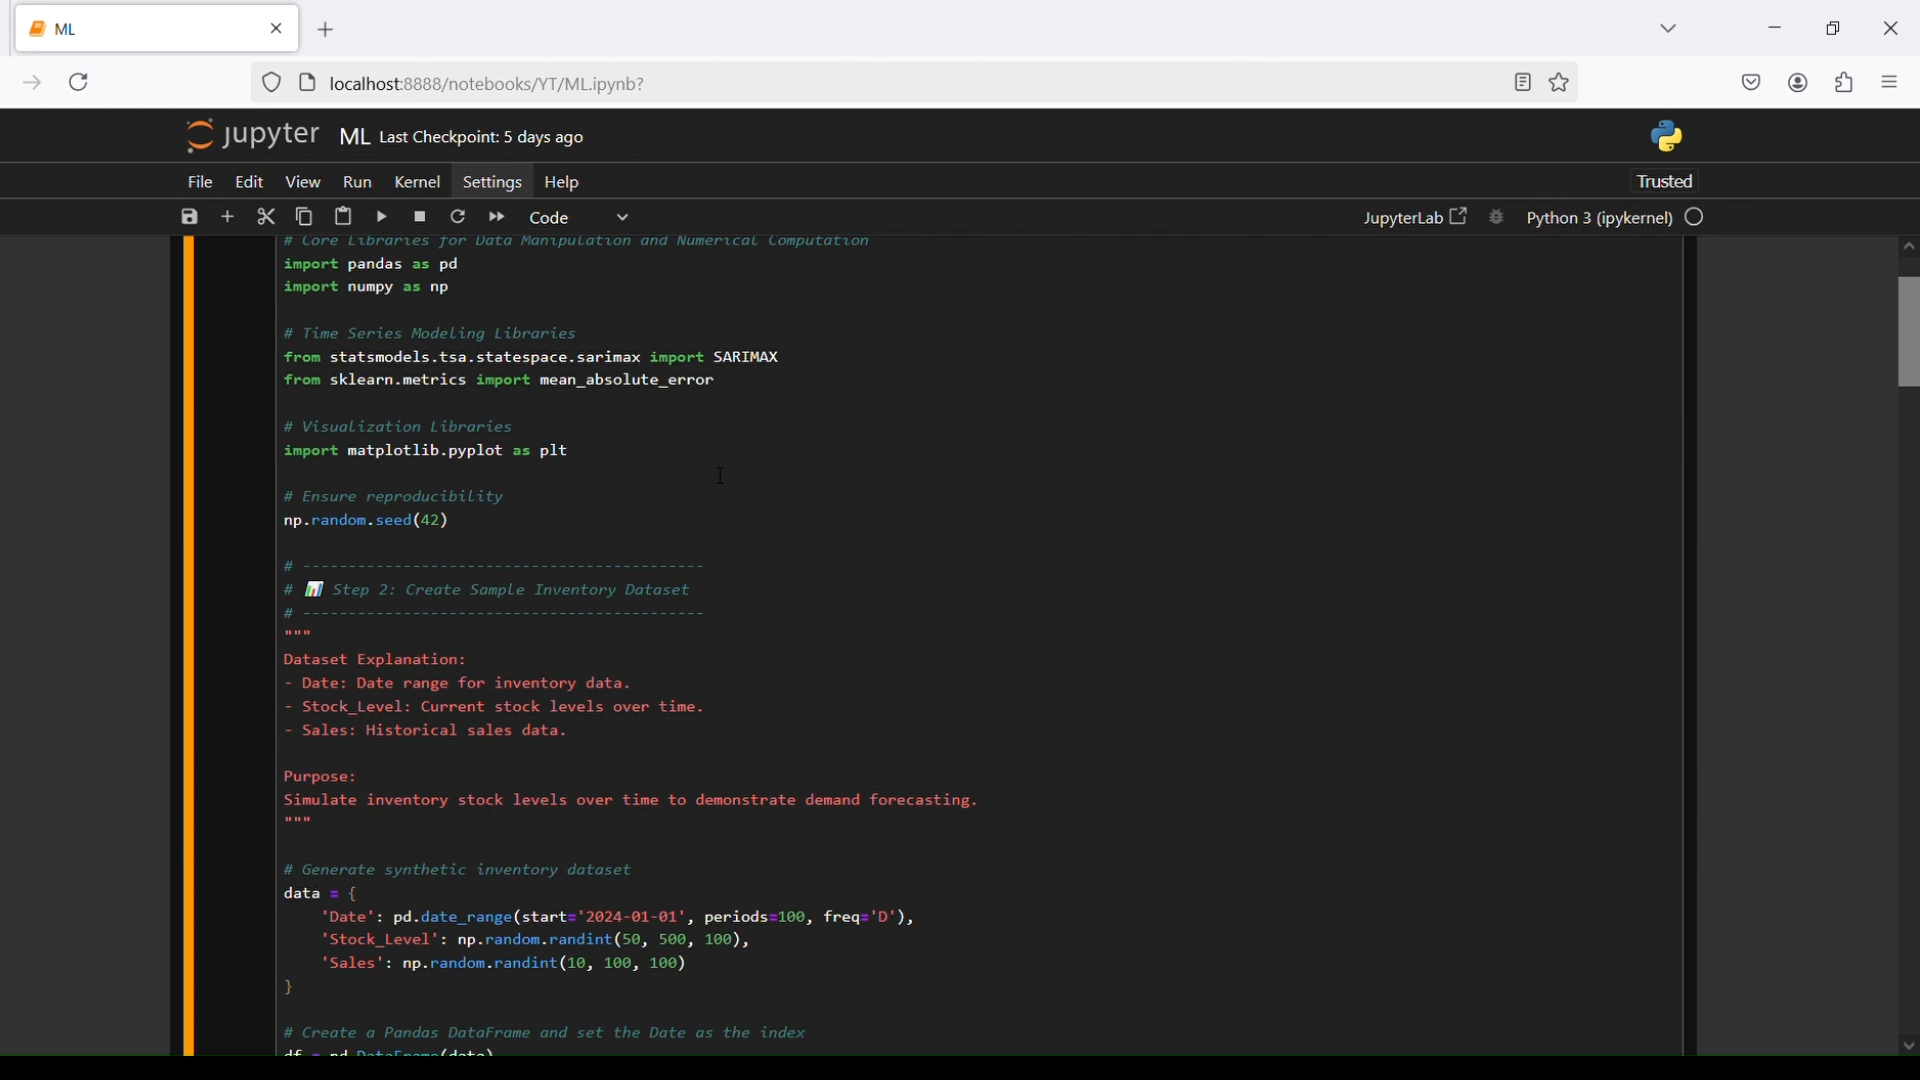 ML
localhost:8888/notebooks/YT/ML.ipynb?
jupyter ML Last Checkpoint: 5 days ago
File Edit View Run Kernel Settings Help Trusted
Code JupyterLab Python 3 (ipykernel)
# Core Libraries for Data Manipulation and Numerical Computation
import pandas as pd
import numpy as np
# Time Series Modeling Libraries
from statsmodels.tsa.statespace.sarimax import SARIMAX
from sklearn.metrics import mean_absolute_error
# Visualization Libraries
import matplotlib.pyplot as plt
# Ensure reproducibility
np.random.seed(42)
# --------------------------------------------
# 📊 Step 2: Create Sample Inventory Dataset
# --------------------------------------------
"""
Dataset Explanation:
- Date: Date range for inventory data.
- Stock_Level: Current stock levels over time.
- Sales: Historical sales data.
Purpose:
Simulate inventory stock levels over time to demonstrate demand forecasting.
"""
# Generate synthetic inventory dataset
data = {
'Date': pd.date_range(start='2024-01-01', periods=100, freq='D'),
'Stock_Level': np.random.randint(50, 500, 100),
'Sales': np.random.randint(10, 100, 100)
}
# Create a Pandas DataFrame and set the Date as the index
df = pd.DataFrame(data)